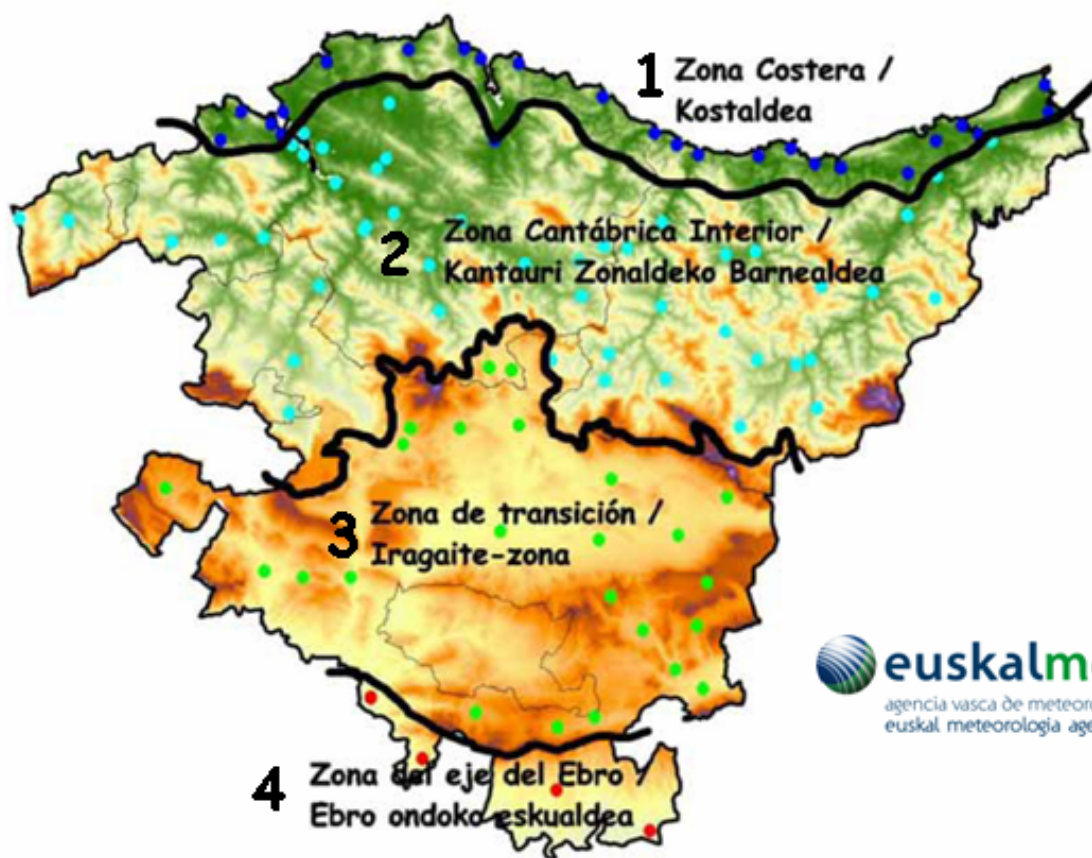 1 Zona Costera /
Kostaldea
2 Zona Cantábrica Interior /
Kantauri Zonaldeko Barnealdea
3 Zona de transición /
Iragaite-zona
euskalm
agencia vasca de meteoro
euskal meteorologia age
4 Zona del eje del Ebro /
Ebro ondoko eskualdea